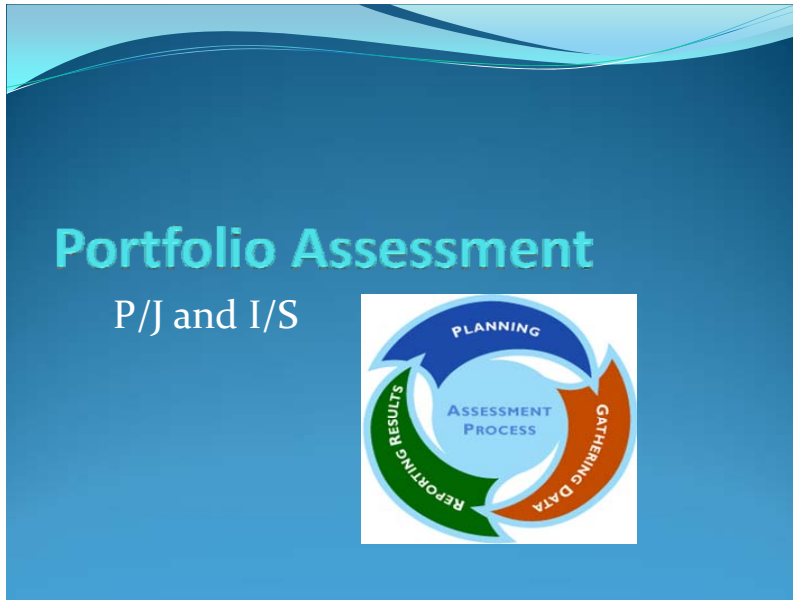 Portfolio Assessment
P/J and I/S
PLANNING
GATHERING DATA
REPORTING RESULTS
ASSESSMENT
PROCESS